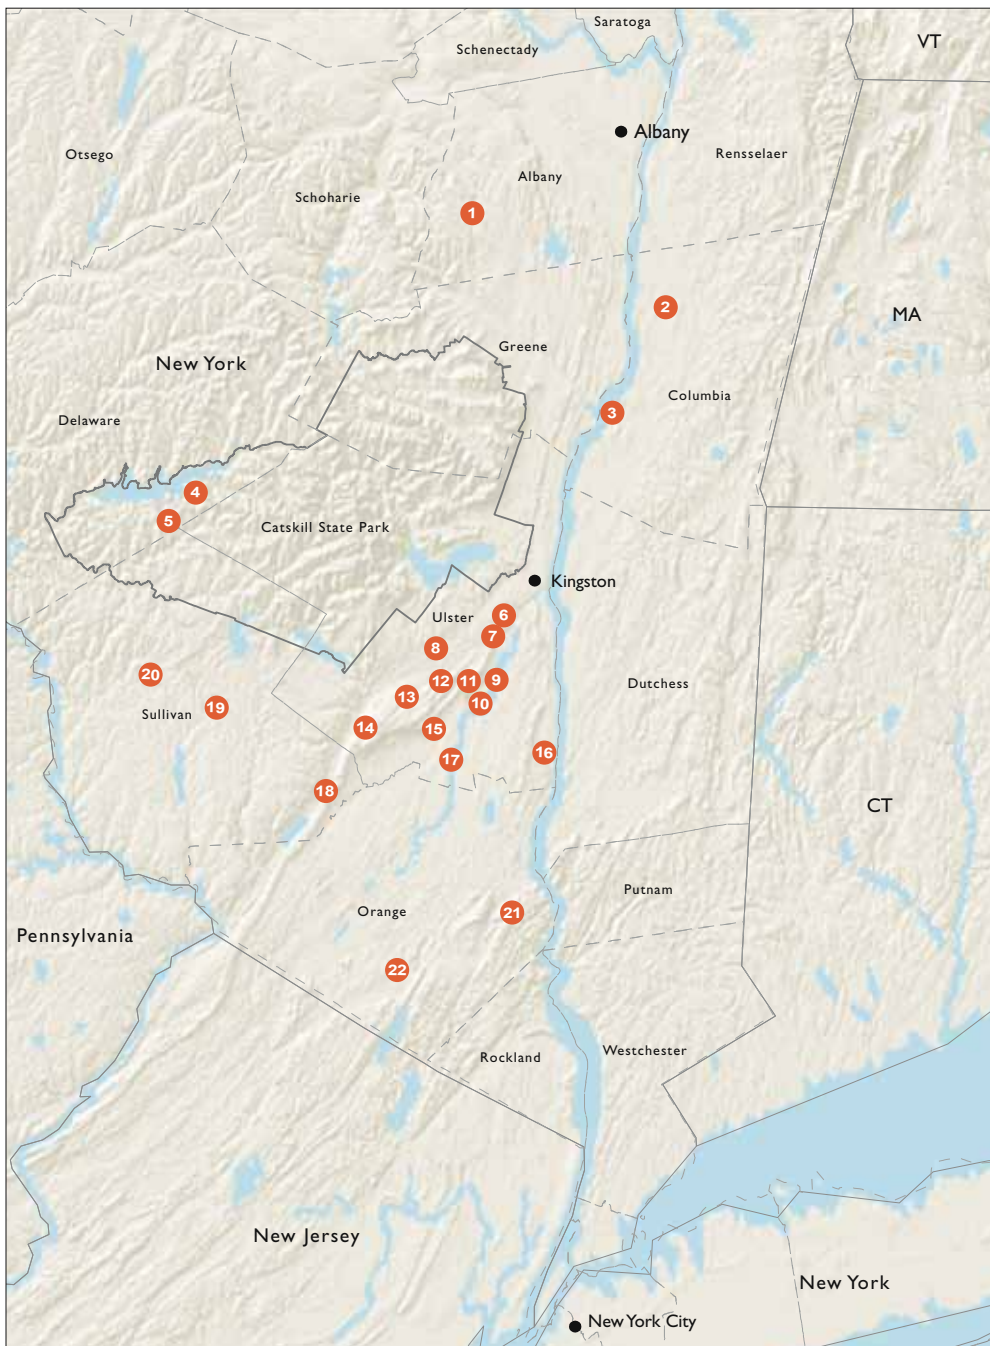 Saratoga
VT
Schenectady
Albany
Rensselaer
Otsego
Albany
Schoharie
1
2
MA
Greene
New York
Columbia
Delaware
3
4
5
Catskill State Park
Kingston
6
Ulster
7
8
20
12
11
9
Dutchess
13
10
19
Sullivan
14
15
16
17
18
CT
Putnam
21
Orange
Pennsylvania
22
Rockland
Westchester
New Jersey
New York
New York City